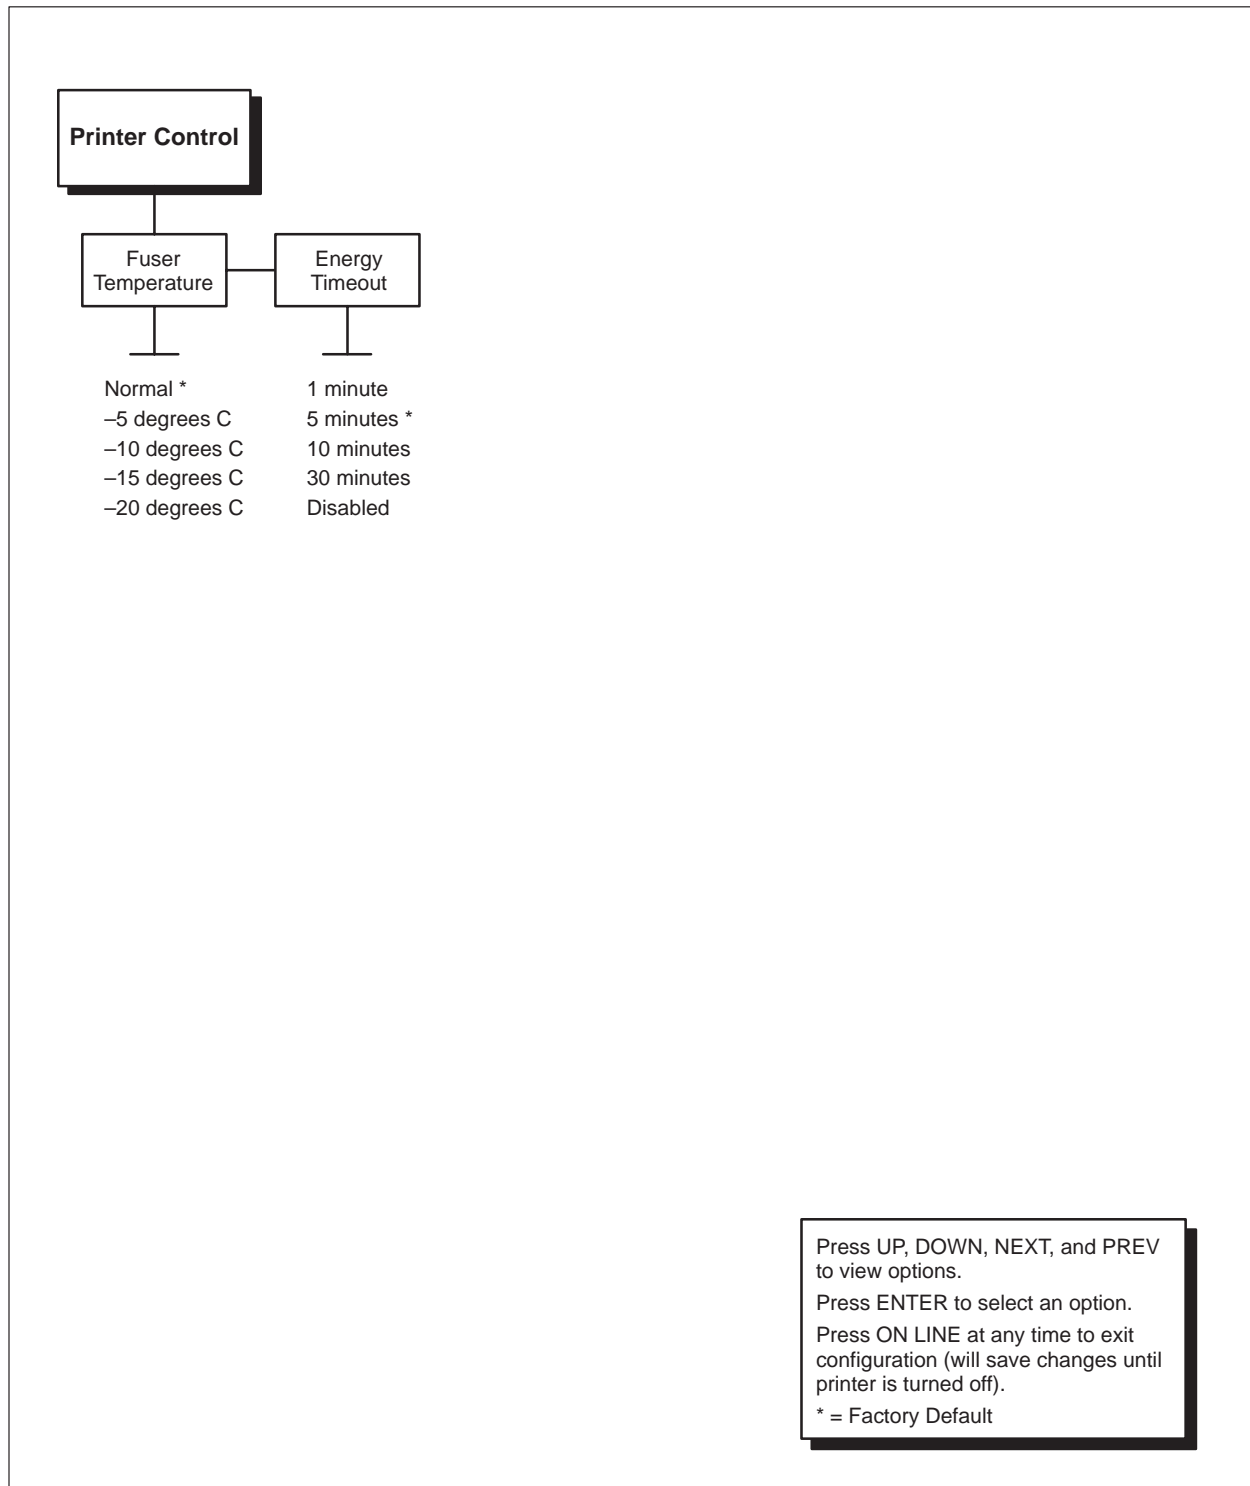 Printer Control
Fuser
Temperature
Energy
Timeout
Normal *
–5 degrees C
–10 degrees C
–15 degrees C
–20 degrees C
1 minute
5 minutes *
10 minutes
30 minutes
Disabled
Press UP, DOWN, NEXT, and PREV
to view options.
Press ENTER to select an option.
Press ON LINE at any time to exit
configuration (will save changes until
printer is turned off).
* = Factory Default